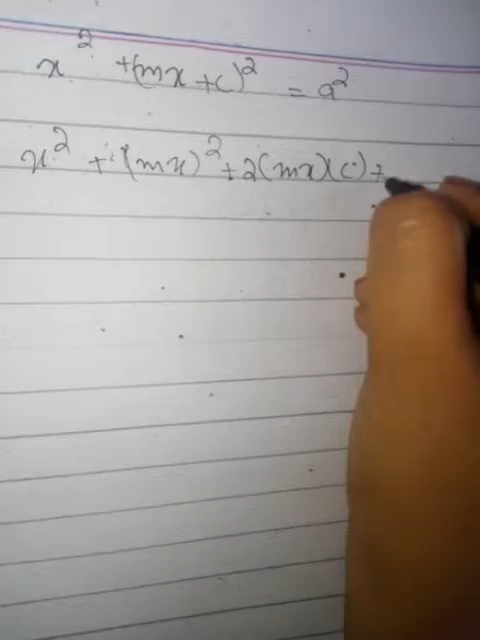 x² + (mx + c)² = a²
x² + (mx)² + 2(mx)(c) +